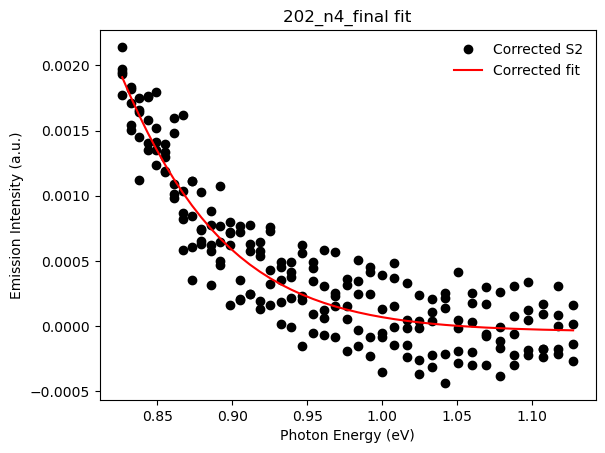 202_n4_final fit
Corrected S2
Corrected fit
Emission Intensity (a.u.)
0.0020
0.0015
0.0010
0.0005
0.0000
−0.0005
0.85 0.90 0.95 1.00 1.05 1.10
Photon Energy (eV)